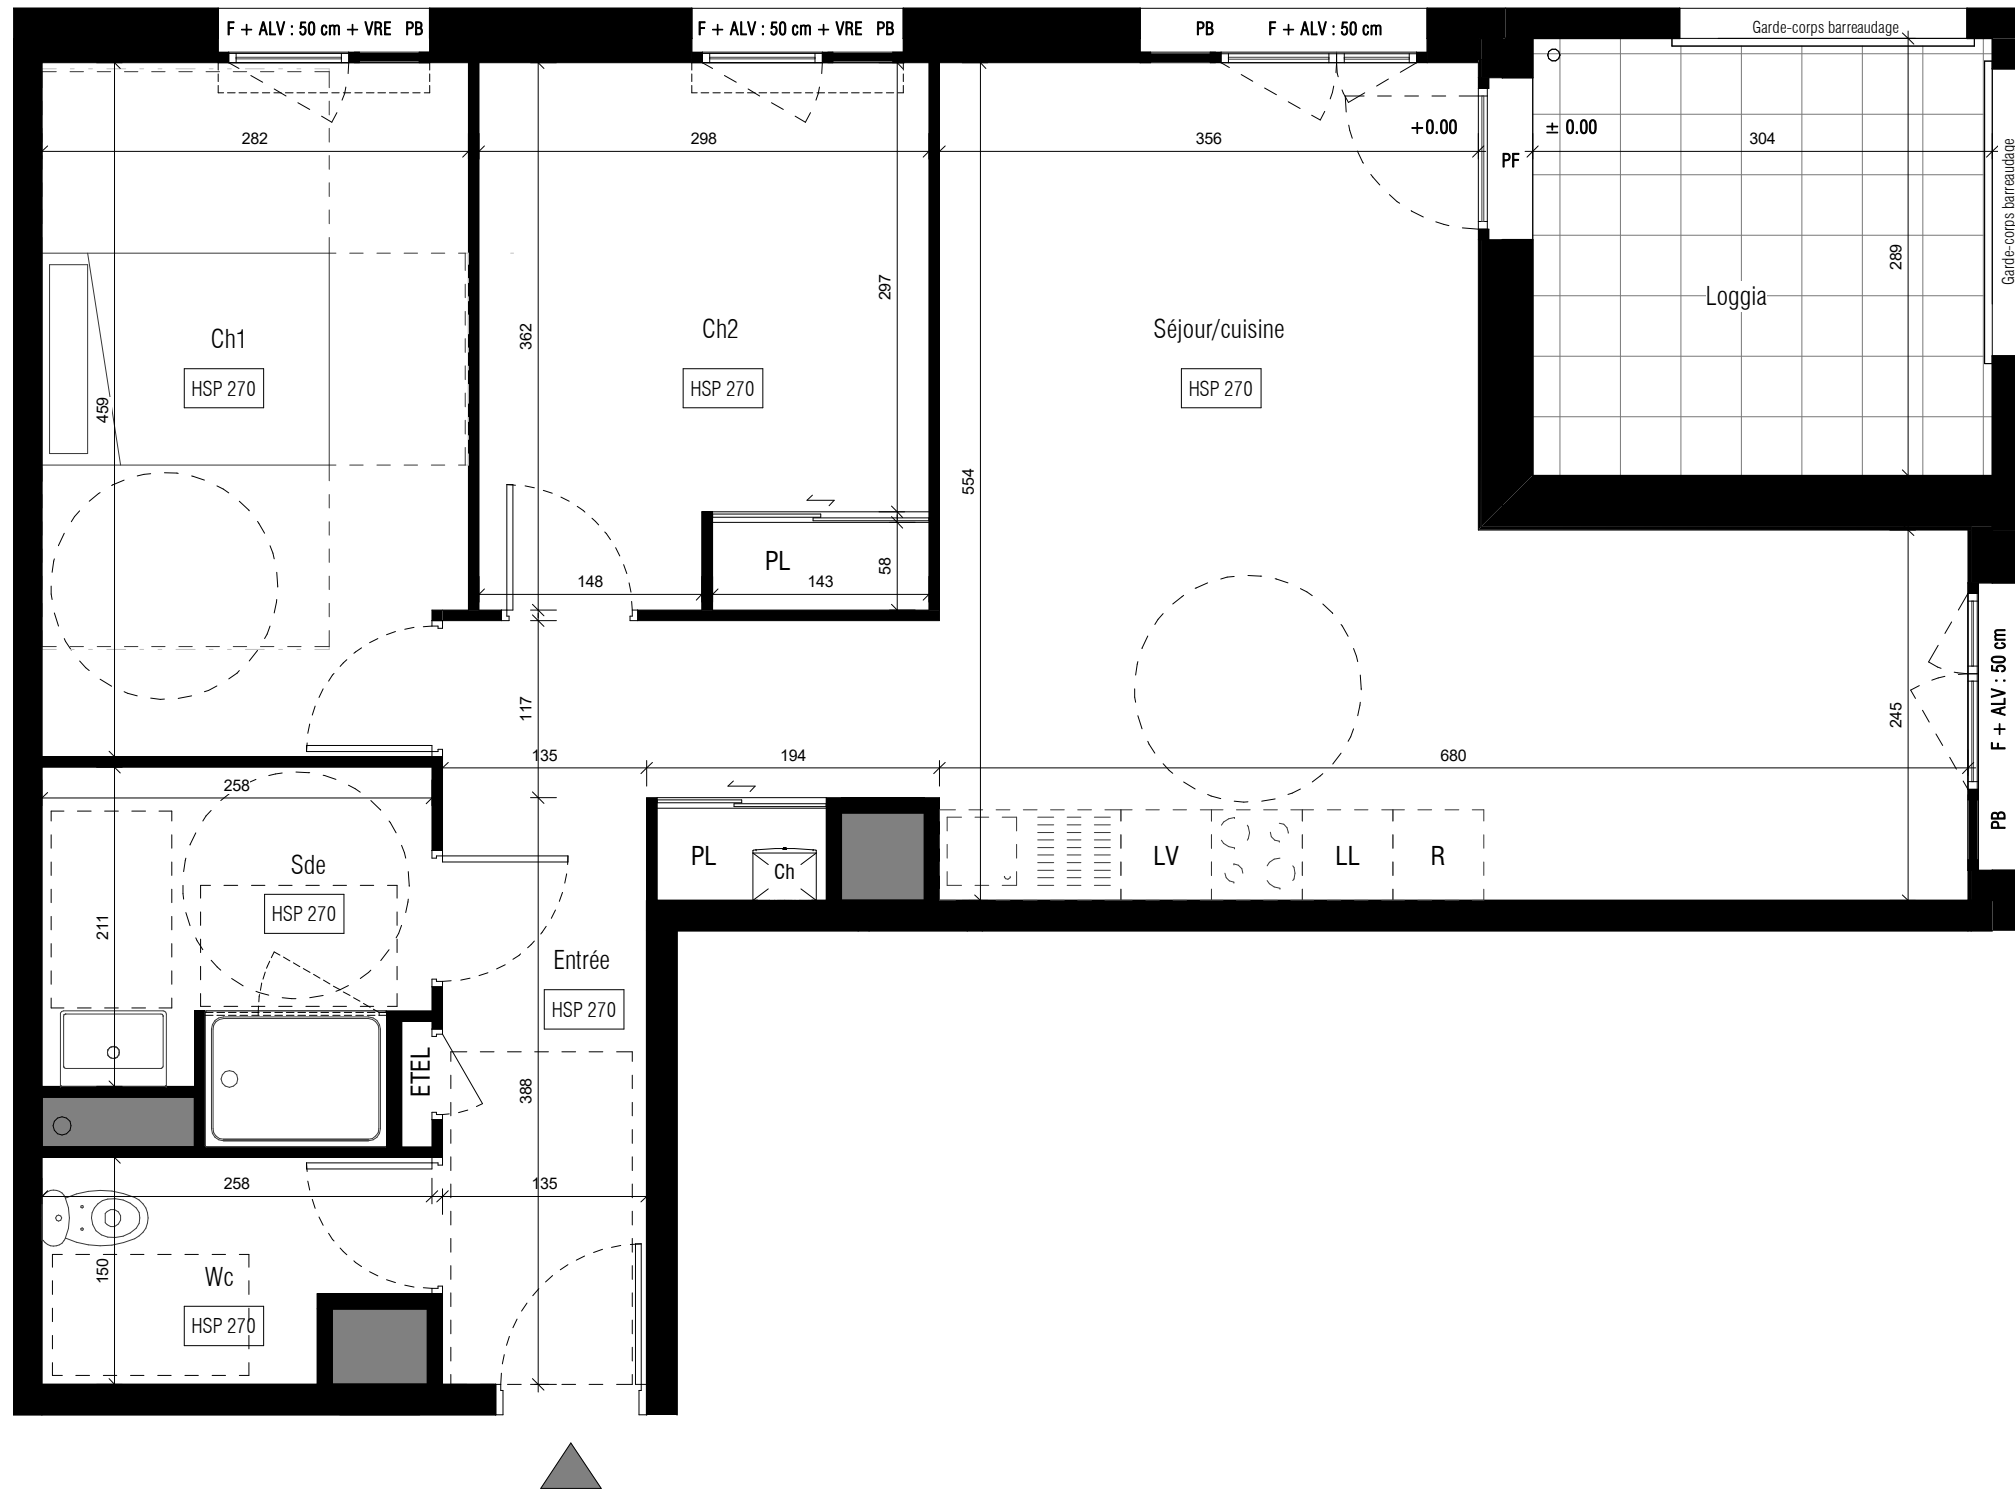 F + ALV : 50 cm + VRE PB
F + ALV : 50 cm + VRE PB
PB F + ALV : 50 cm
Garde-corps barreaudage
282
298
356
+0.00
± 0.00
304
PF
Garde-corps barreaudage
289
297
Loggia
Ch1
HSP 270
362
Ch2
HSP 270
Séjour/cuisine
HSP 270
459
554
PL
58
148
143
117
F + ALV : 50 cm
245
135
194
680
258
PB
Sde
HSP 270
PL
Ch
LV
LL
R
211
Entrée
HSP 270
ETEL
388
258
135
150
Wc
HSP 270